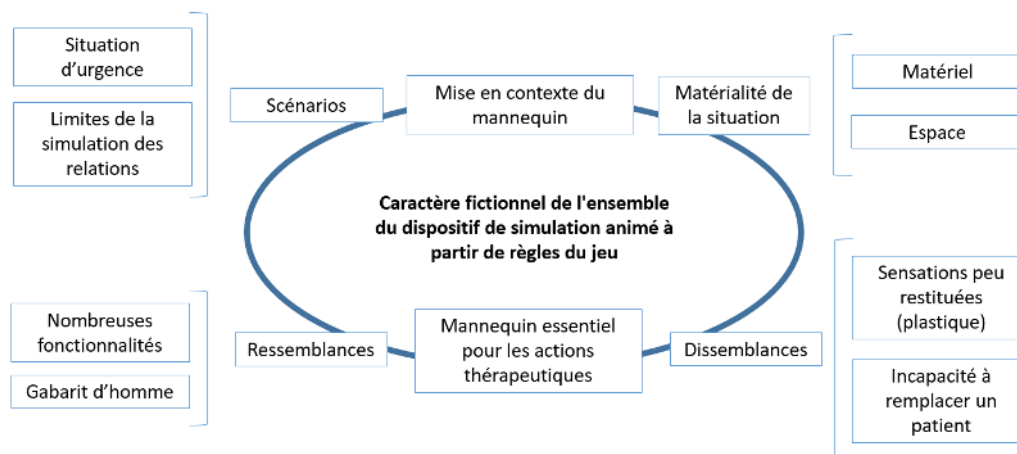 Situation
d’urgence
Limites de la
simulation des
relations
Scénarios
Mise en contexte du
mannequin
Matérialité de
la situation
Matériel
Espace
Caractère fictionnel de l'ensemble
du dispositif de simulation animé à
partir de règles du jeu
Nombreuses
fonctionnalités
Gabarit d’homme
Ressemblances
Mannequin essentiel
pour les actions
thérapeutiques
Dissemblances
Sensations peu
restituées
(plastique)
Incapacité à
remplacer un
patient